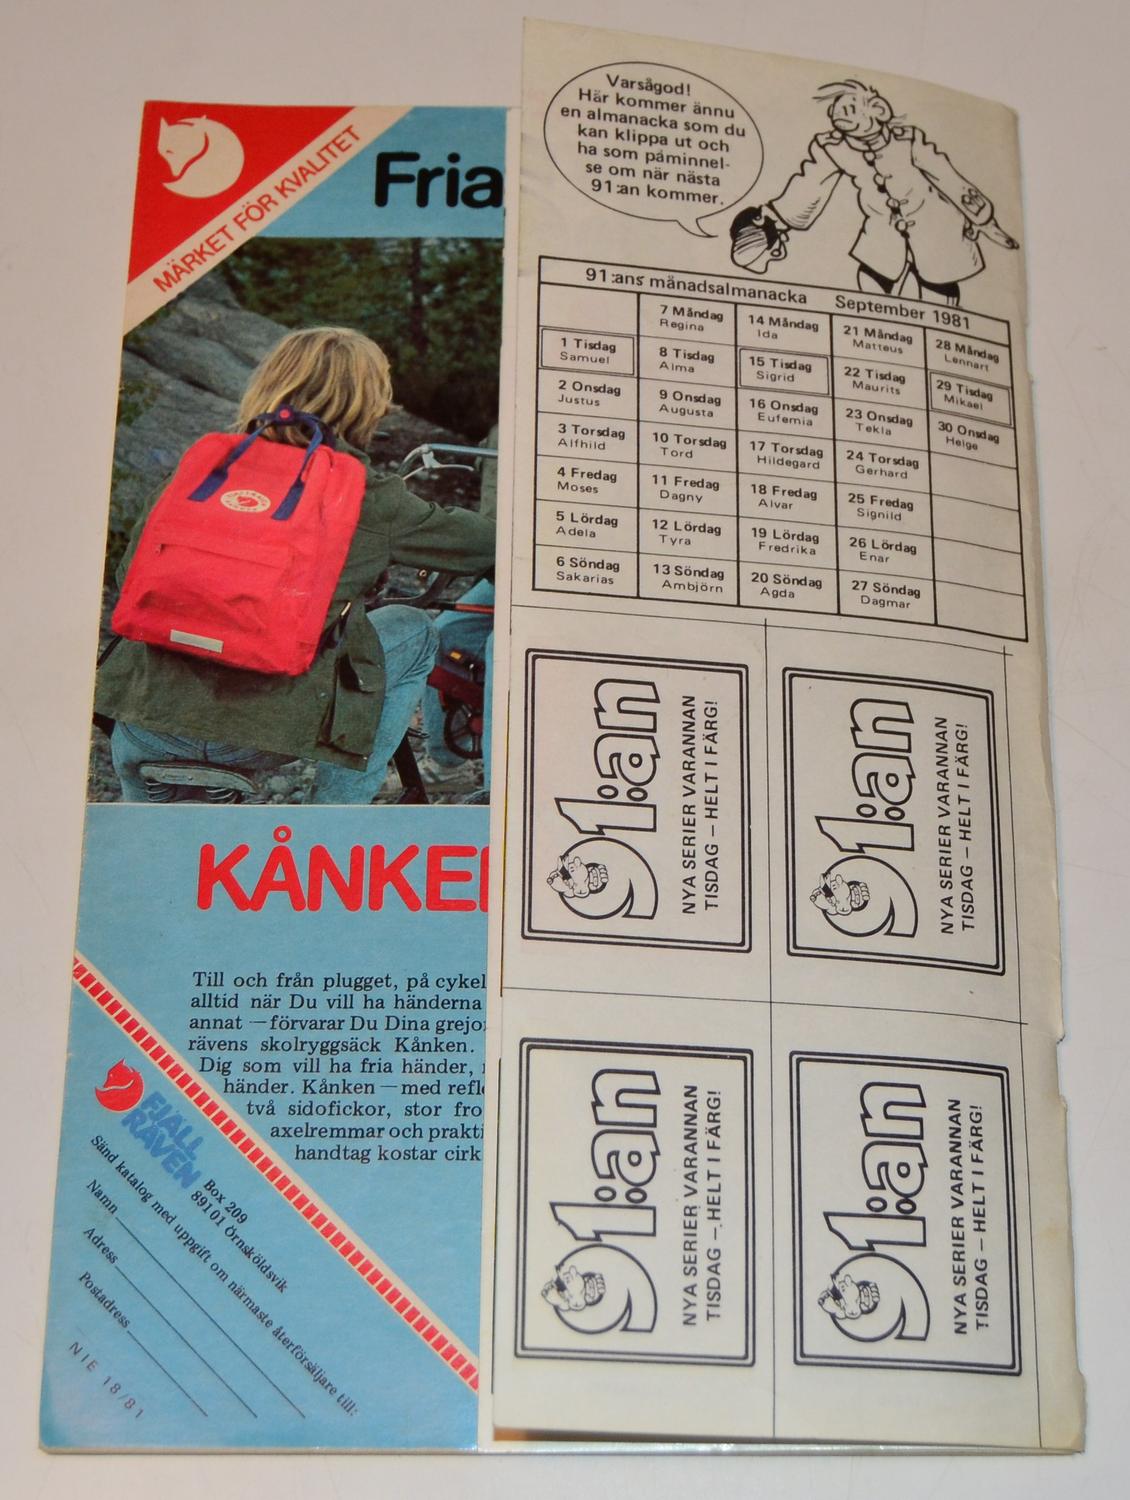 MÄRKET FÖR KVALITET
Fria
KÅNKE
Till och från plugget, på cykel
alltid när Du vill ha händerna
annat — förvarar Du Dina
rävens skolryggsäck Kånken.
Dig som vill ha fria händer,
händer. Kånken — med
två sidofickor, stor
axelremmar och
handtag kostar
FJÄLL
RÄVEN
Box 209
891 01 Örnsköldsvik
Sänd katalog med uppgift om närmaste återförsäljare till:
Namn
Adress
Postadress
NIE 18/81
Varsågod!
Här kommer ännu
en almanacka som du
kan klippa ut och
ha som påminnel-
se om när nästa
91:an kommer.
91:ans månadsalmanacka September 1981
1 Tisdag
Samuel
2 Onsdag
Justus
3 Torsdag
Alfhild
4 Fredag
Moses
5 Lördag
Adela
6 Söndag
Sakarias
7 Måndag
Regina
8 Tisdag
Alma
9 Onsdag
Augusta
10 Torsdag
Tord
11 Fredag
Dagny
12 Lördag
Tyra
13 Söndag
Ambjörn
14 Måndag
Ida
15 Tisdag
Sigrid
16 Onsdag
Eufemia
17 Torsdag
Hildegard
18 Fredag
Alvar
19 Lördag
Fredrika
20 Söndag
Agda
21 Måndag
Matteus
22 Tisdag
Maurits
23 Onsdag
Tekla
24 Torsdag
Gerhard
25 Fredag
Signild
26 Lördag
Enar
27 Söndag
Dagmar
28 Måndag
Lennart
29 Tisdag
Mikael
30 Onsdag
Helge
91:an
NYA SERIER VARANNAN
TISDAG – HELT I FÄRG!
91:an
NYA SERIER VARANNAN
TISDAG – HELT I FÄRG!
91:an
NYA SERIER VARANNAN
TISDAG – HELT I FÄRG!
91:an
NYA SERIER VARANNAN
TISDAG – HELT I FÄRG!